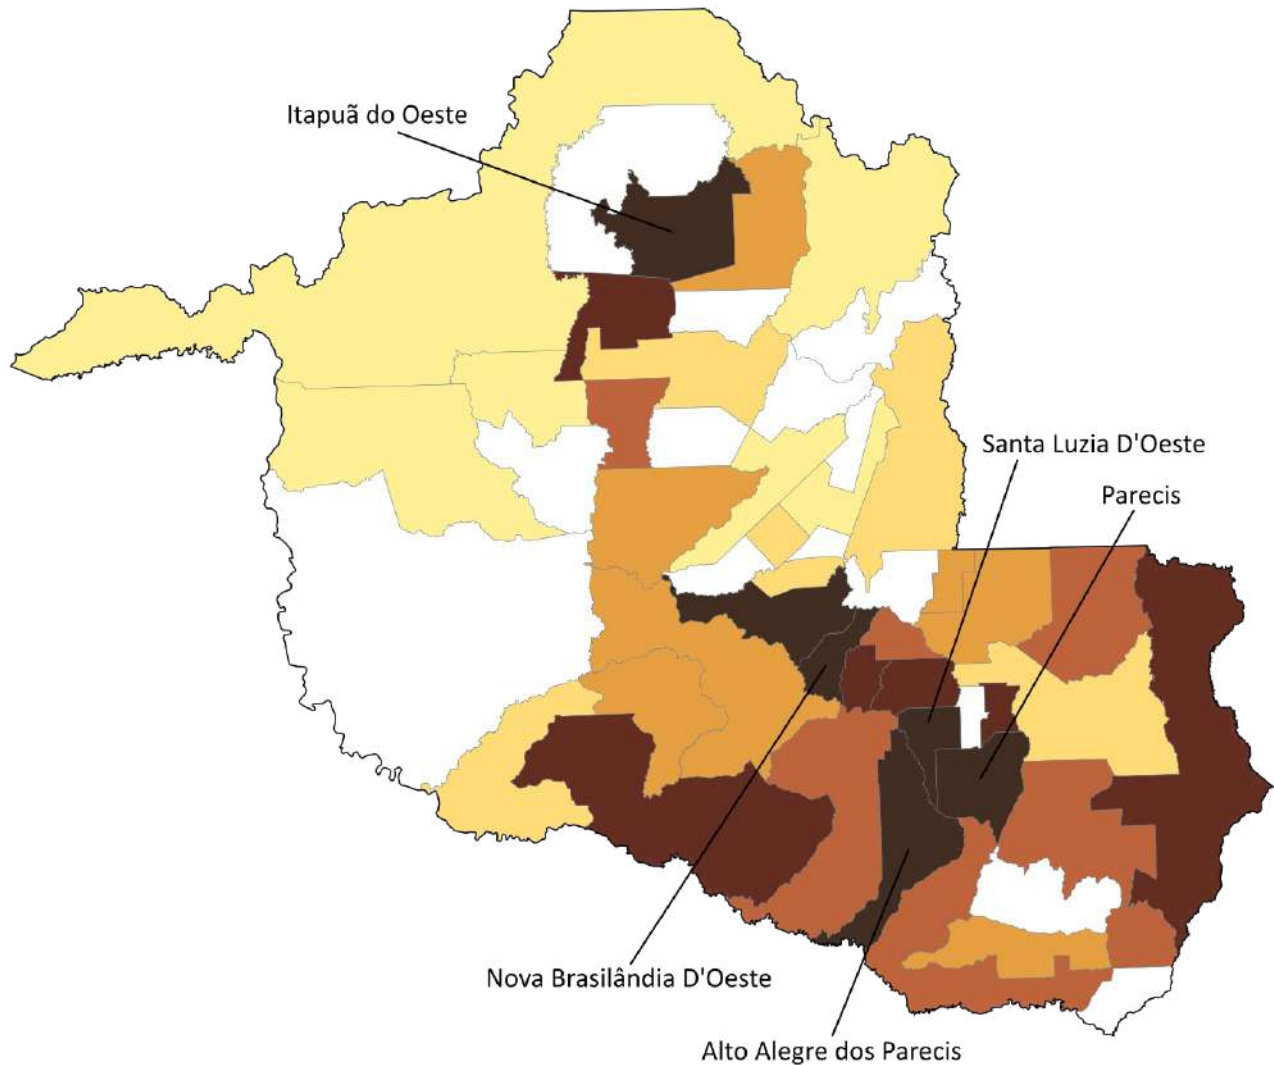 Itapuã do Oeste
Santa Luzia D'Oeste
Parecis
Nova Brasilândia D'Oeste
Alto Alegre dos Parecis